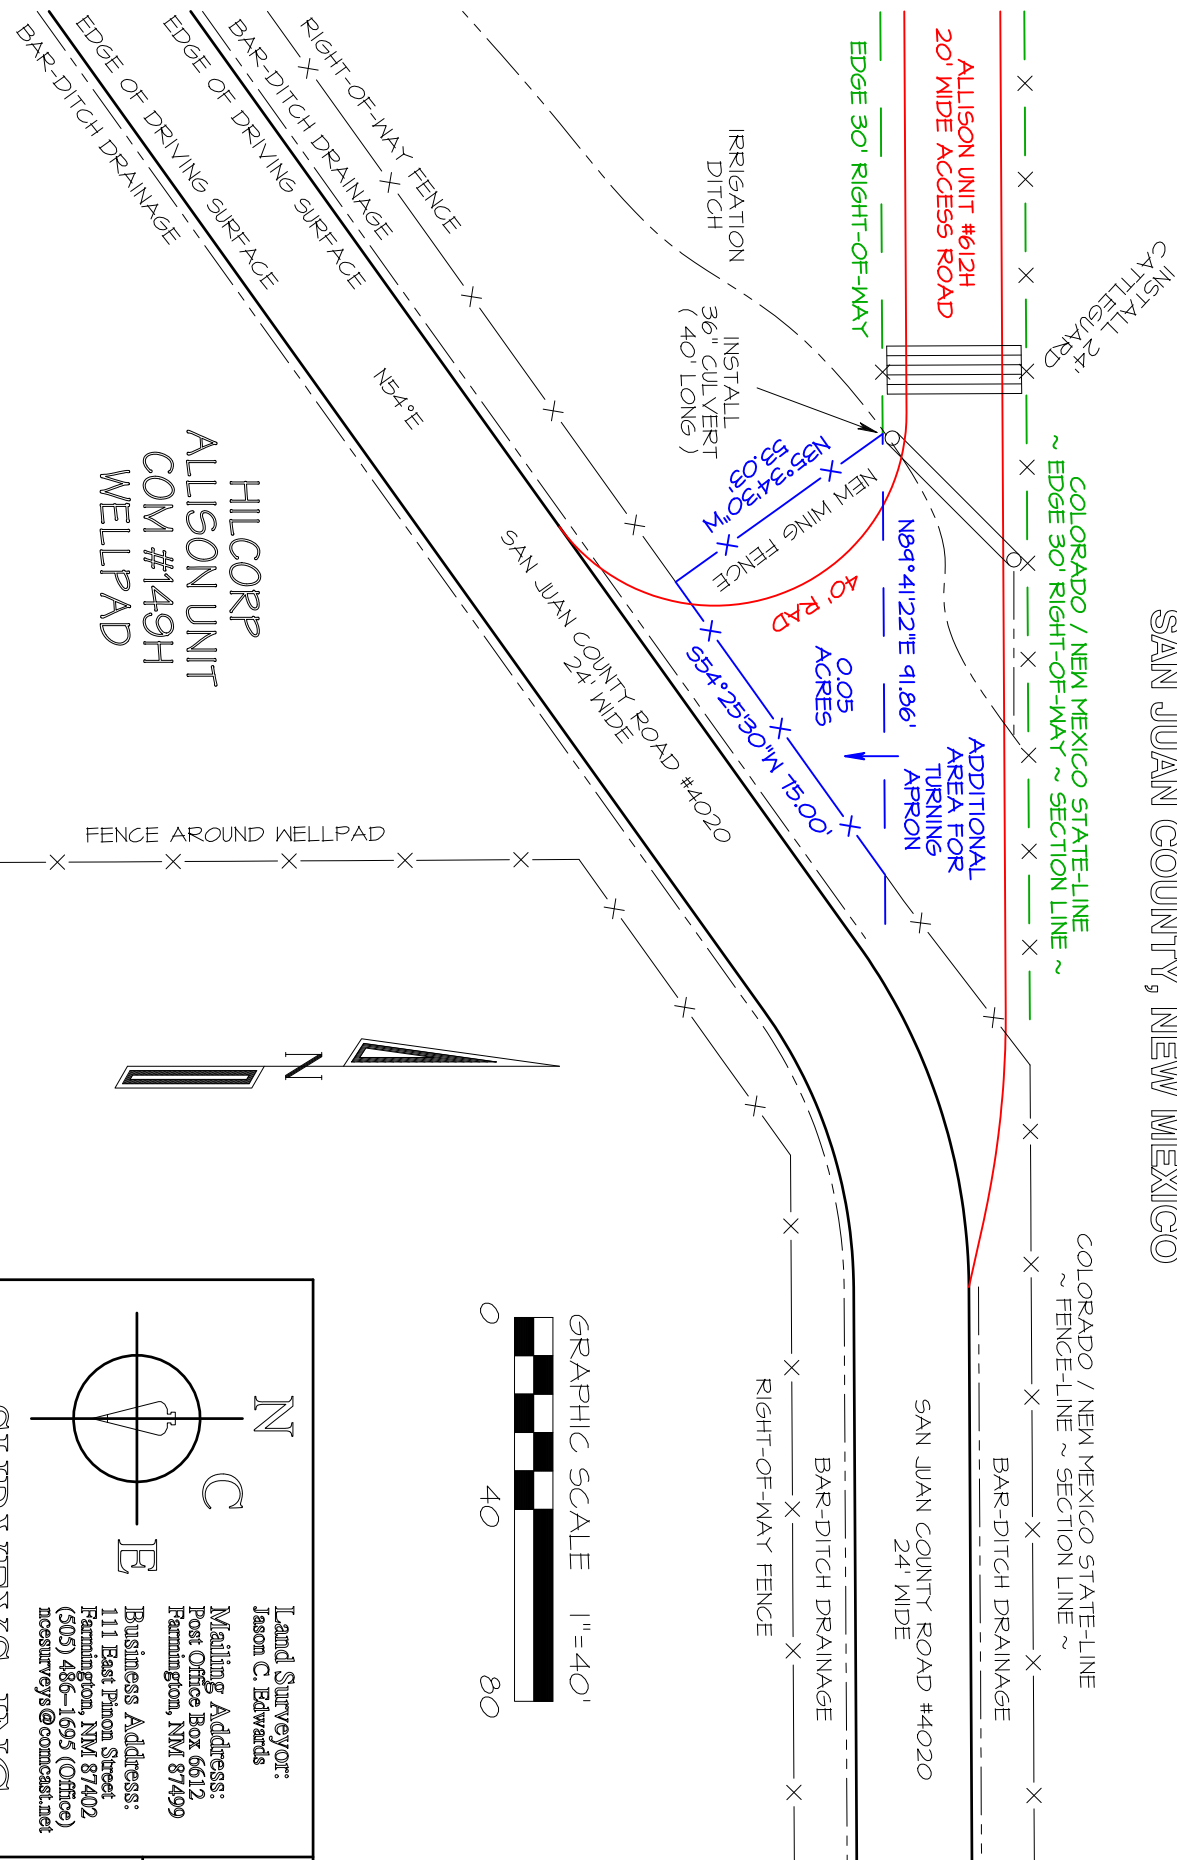 SAN JUAN COUNTY, NEW MEXICO
INSTALL 24'
CATTLEGUARD
COLORADO / NEW MEXICO STATE-LINE
~ EDGE 30' RIGHT-OF-WAY ~ SECTION LINE ~
COLORADO / NEW MEXICO STATE-LINE
~ FENCE-LINE ~ SECTION LINE ~
ALLISON UNIT #612H
20' WIDE ACCESS ROAD
EDGE 30' RIGHT-OF-WAY
ADDITIONAL
AREA FOR
TURNING
APRON
N89°41'22"E 91.86'
0.05
ACRES
BAR-DITCH DRAINAGE
SAN JUAN COUNTY ROAD #4020
24' WIDE
BAR-DITCH DRAINAGE
RIGHT-OF-WAY FENCE
IRRIGATION
DITCH
INSTALL
36" CULVERT
( 40' LONG )
N35°34'30"W
53.03'
NEW WING FENCE
40' RAD
S54°25'30"W 75.00'
RIGHT-OF-WAY FENCE
BAR-DITCH DRAINAGE
EDGE OF DRIVING SURFACE
N54°E
SAN JUAN COUNTY ROAD #4020
24' WIDE
EDGE OF DRIVING SURFACE
BAR-DITCH DRAINAGE
GRAPHIC SCALE 1"=40'
0 40 80
HILCORP
ALLISON UNIT
COM #149H
WELLPAD
FENCE AROUND WELLPAD
N
N
C
E
SURVEYS, INC.
Land Surveyor:
Jason C. Edwards
Mailing Address:
Post Office Box 6612
Farmington, NM 87499
Business Address:
111 East Pinon Street
Farmington, NM 87402
(505) 486-1695 (Office)
ncesurveys@comcast.net